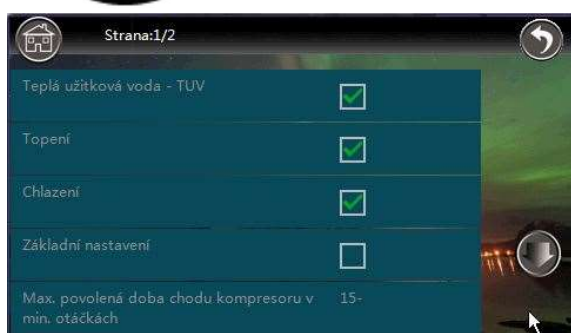 Strana:1/2
Teplá užitková voda - TUV
Topení
Chlazení
Základní nastavení
Max. povolená doba chodu kompresoru v 15-
min. otáčkách